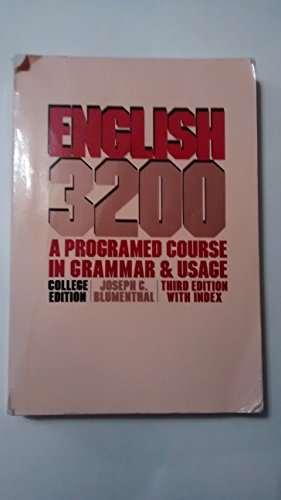 ENGLISH
3200
A PROGRAMED COURSE
IN GRAMMAR & USAGE
COLLEGE EDITION
JOSEPH C. BLUMENTHAL
THIRD EDITION WITH INDEX